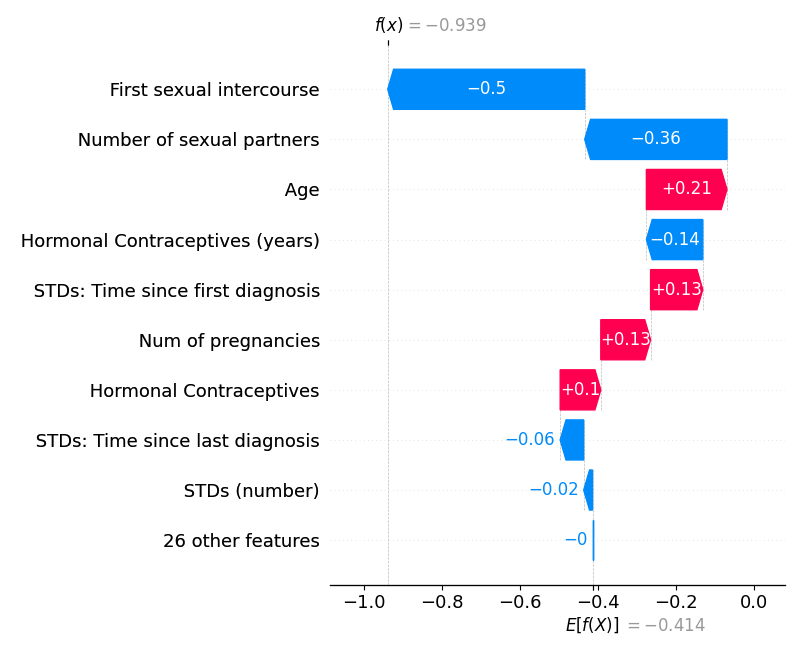 f(x) = −0.939
First sexual intercourse −0.5
Number of sexual partners −0.36
Age +0.21
Hormonal Contraceptives (years) −0.14
STDs: Time since first diagnosis +0.13
Num of pregnancies +0.13
Hormonal Contraceptives +0.1
STDs: Time since last diagnosis −0.06
STDs (number) −0.02
26 other features −0
−1.0 −0.8 −0.6 −0.4 −0.2 0.0
E[f(X)] = −0.414